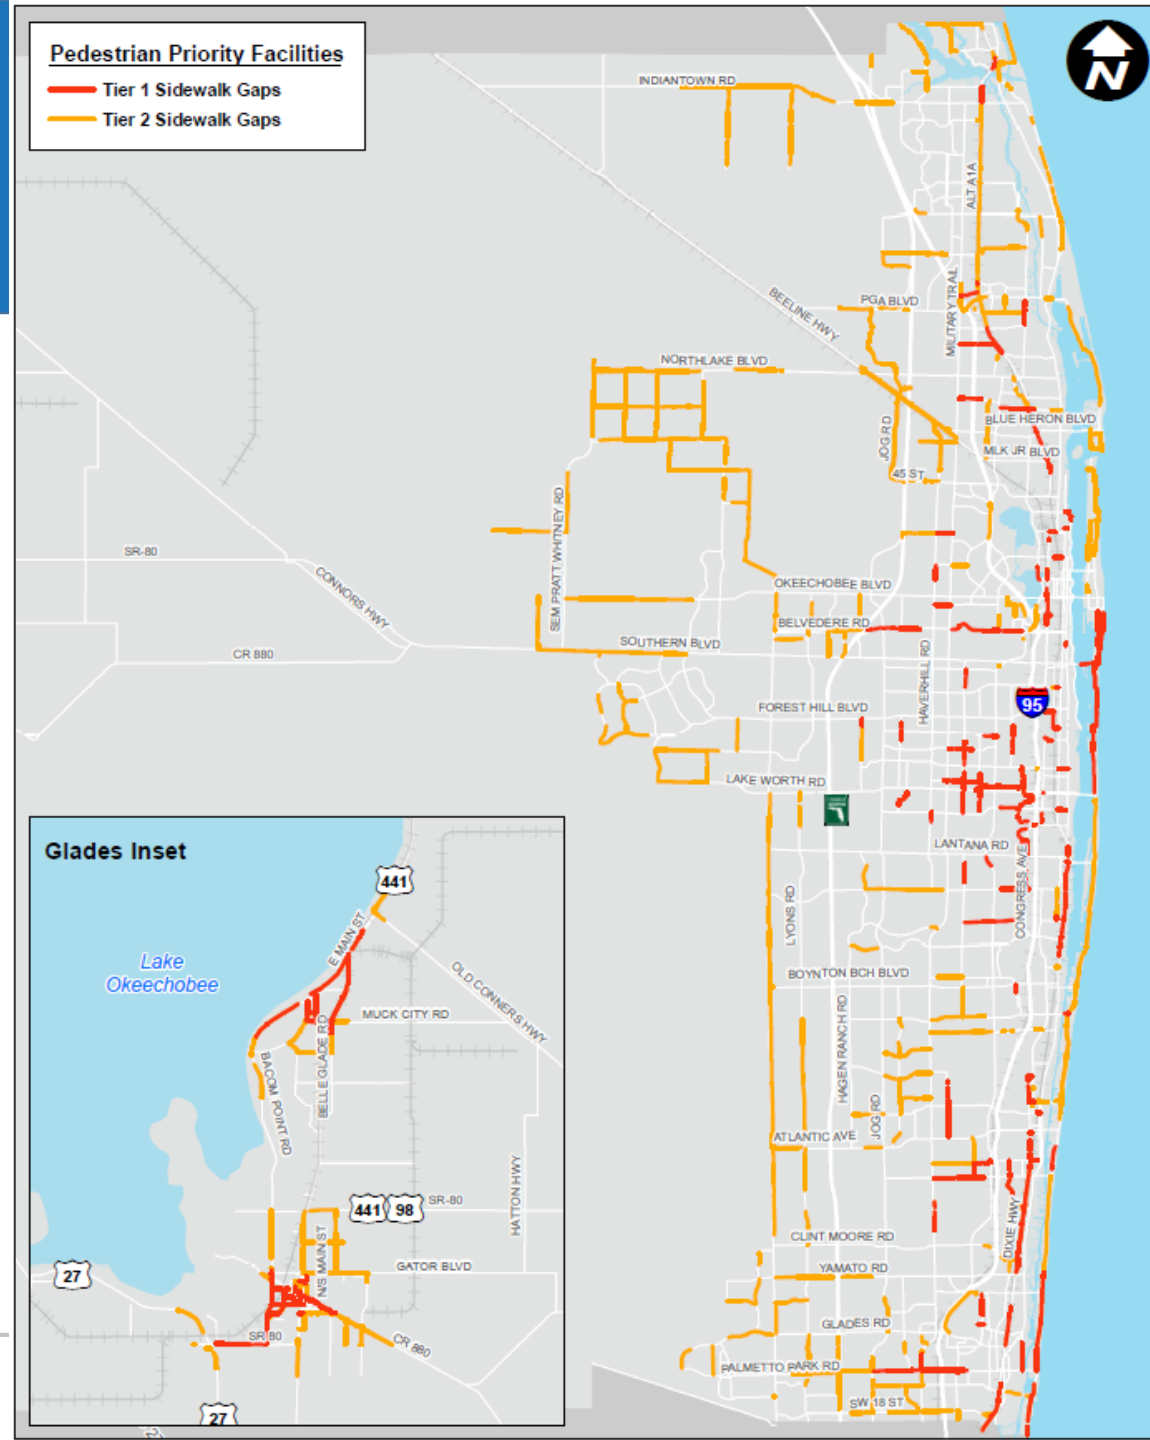 Pedestrian Priority Facilities
Tier 1 Sidewalk Gaps
Tier 2 Sidewalk Gaps
N
INDIANTOWN RD
ALT A1A
MILITARY TRAIL
BEELINE HWY
PGA BLVD
NORTHLAKE BLVD
BLUE HERON BLVD
JOG RD
MLK JR BLVD
45 ST
SEM PRATT WHITNEY RD
SR-80
CONNORS HWY
OKEECHOBEE BLVD
BELVEDERE RD
SOUTHERN BLVD
CR 880
HAVERHILL RD
95
FOREST HILL BLVD
LAKE WORTH RD
LANTANA RD
CONGRESS AVE
LYONS RD
BOYNTON BCH BLVD
HAGEN RANCH RD
JOG RD
ATLANTIC AVE
CLINT MOORE RD
DIXIE HWY
YAMATO RD
GLADES RD
PALMETTO PARK RD
SW 18 ST
Glades Inset
441
E MAIN ST
Lake
Okeechobee
OLD CONNERS HWY
MUCK CITY RD
BELLE GLADE RD
BACOM POINT RD
HATTON HWY
441
98
SR-80
N/S MAIN ST
27
GATOR BLVD
SR 80
CR 880
27